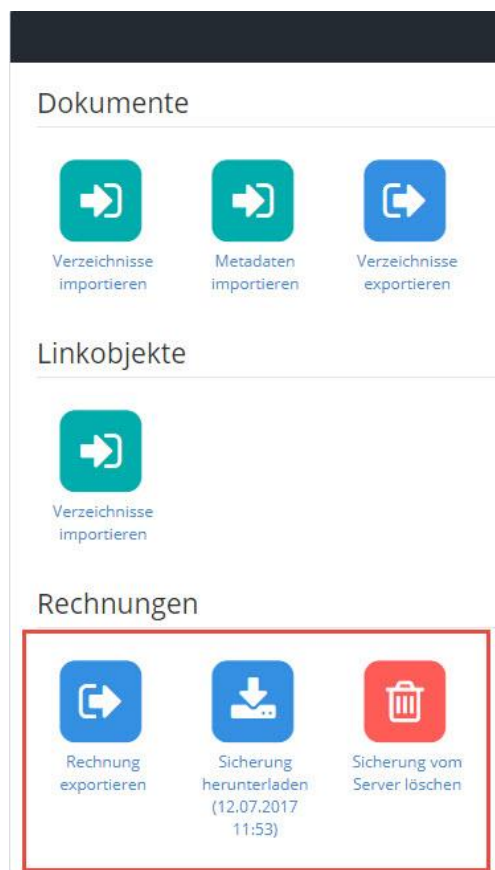 Dokumente
Verzeichnisse
importieren
Metadaten
importieren
Verzeichnisse
exportieren
Linkobjekte
Verzeichnisse
importieren
Rechnungen
Rechnung
exportieren
Sicherung
herunterladen
(12.07.2017
11:53)
Sicherung vom
Server löschen